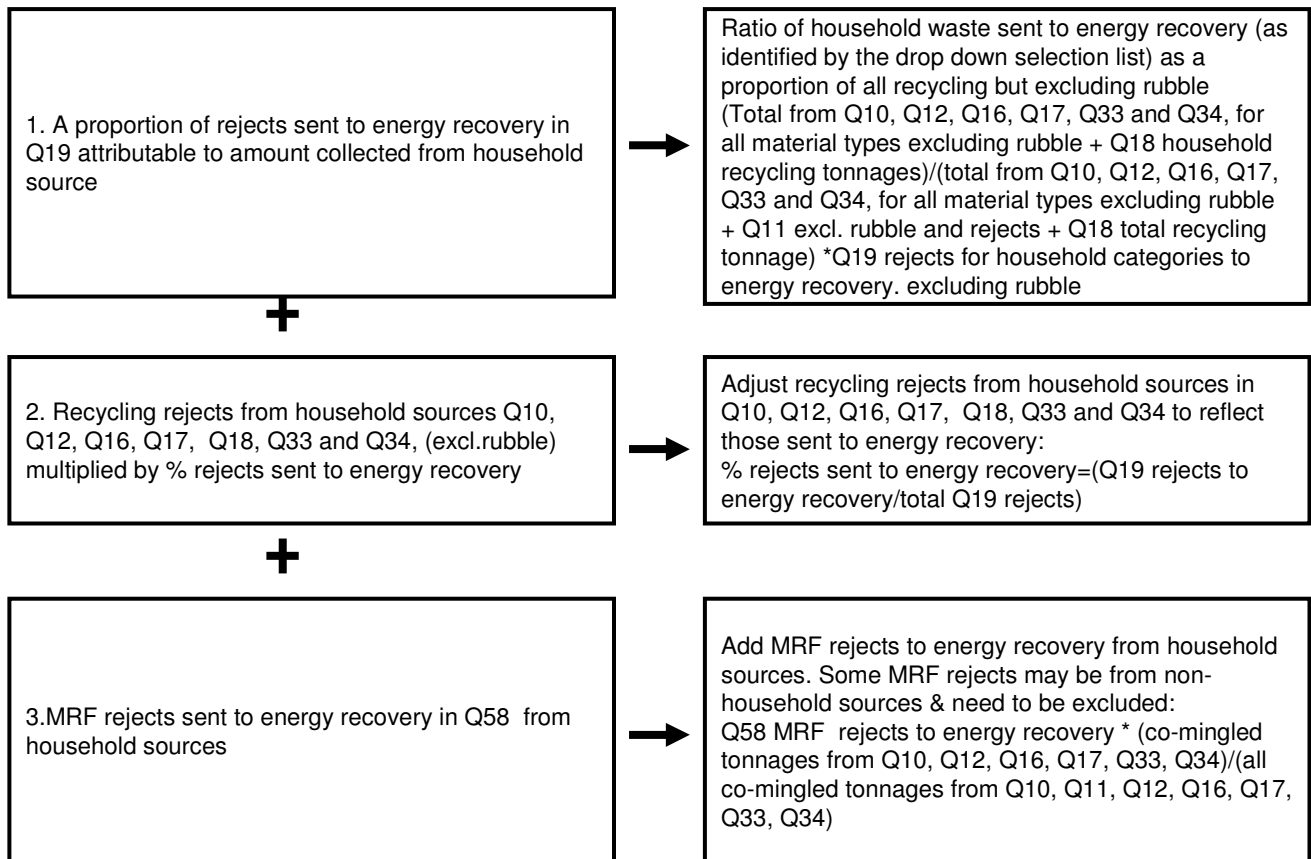 1. A proportion of rejects sent to energy recovery in
Q19 attributable to amount collected from household
source
Ratio of household waste sent to energy recovery (as
identified by the drop down selection list) as a
proportion of all recycling but excluding rubble
(Total from Q10, Q12, Q16, Q17, Q33 and Q34, for
all material types excluding rubble + Q18 household
recycling tonnages)/(total from Q10, Q12, Q16, Q17,
Q33 and Q34, for all material types excluding rubble
+ Q11 excl. rubble and rejects + Q18 total recycling
tonnage) *Q19 rejects for household categories to
energy recovery. excluding rubble
+
2. Recycling rejects from household sources Q10,
Q12, Q16, Q17, Q18, Q33 and Q34, (excl.rubble)
multiplied by % rejects sent to energy recovery
Adjust recycling rejects from household sources in
Q10, Q12, Q16, Q17, Q18, Q33 and Q34 to reflect
those sent to energy recovery:
% rejects sent to energy recovery=(Q19 rejects to
energy recovery/total Q19 rejects)
+
3.MRF rejects sent to energy recovery in Q58 from
household sources
Add MRF rejects to energy recovery from household
sources. Some MRF rejects may be from non-
household sources & need to be excluded:
Q58 MRF rejects to energy recovery * (co-mingled
tonnages from Q10, Q12, Q16, Q17, Q33, Q34)/(all
co-mingled tonnages from Q10, Q11, Q12, Q16, Q17,
Q33, Q34)